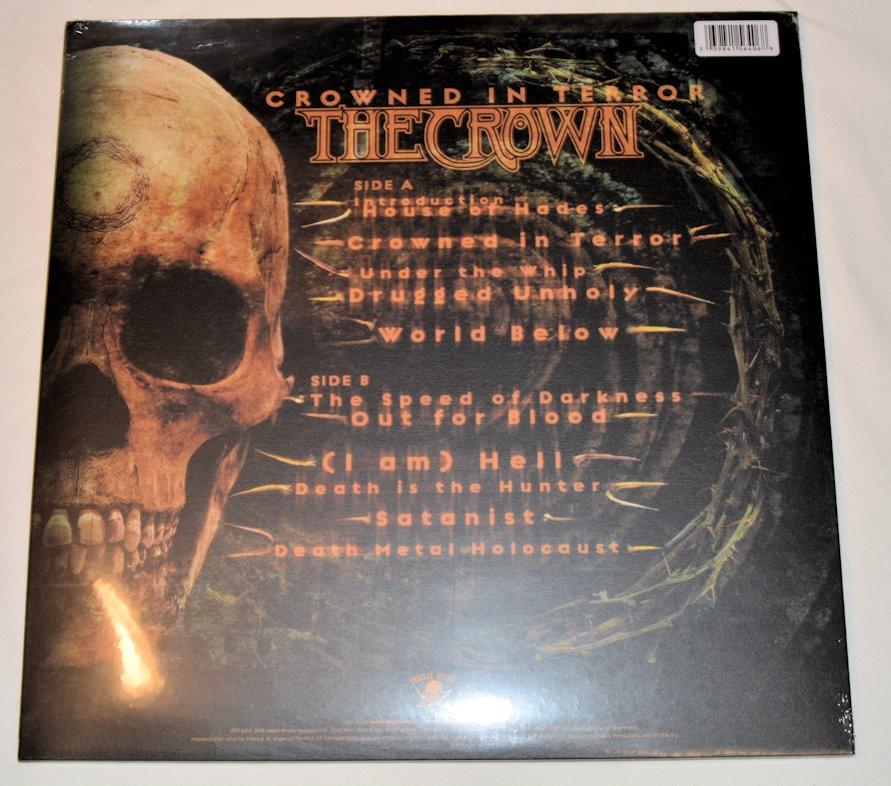 CROWNED IN TERROR
THE CROWN
SIDE A
Introduction
House of Hades
Crowned in Terror
Under the Whip
Drugged Unholy
World Below
SIDE B
The Speed of Darkness
Out for Blood
(I am) Hell
Death is the Hunter
Satanist
Death Metal Holocaust